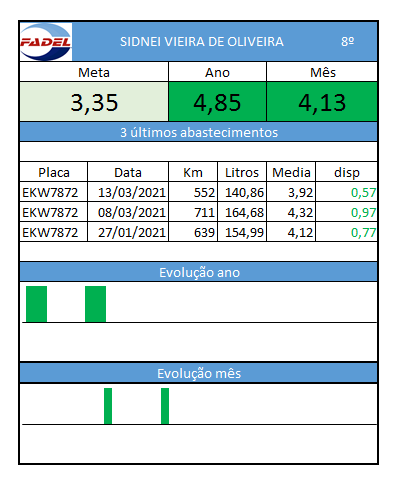 FADEL SIDNEI VIEIRA DE OLIVEIRA 8º
Meta Ano Mês
3,35 4,85 4,13
3 últimos abastecimentos
Placa Data Km Litros Media disp
EKW7872 13/03/2021 552 140,86 3,92 0,57
EKW7872 08/03/2021 711 164,68 4,32 0,97
EKW7872 27/01/2021 639 154,99 4,12 0,77
Evolução ano
Evolução mês